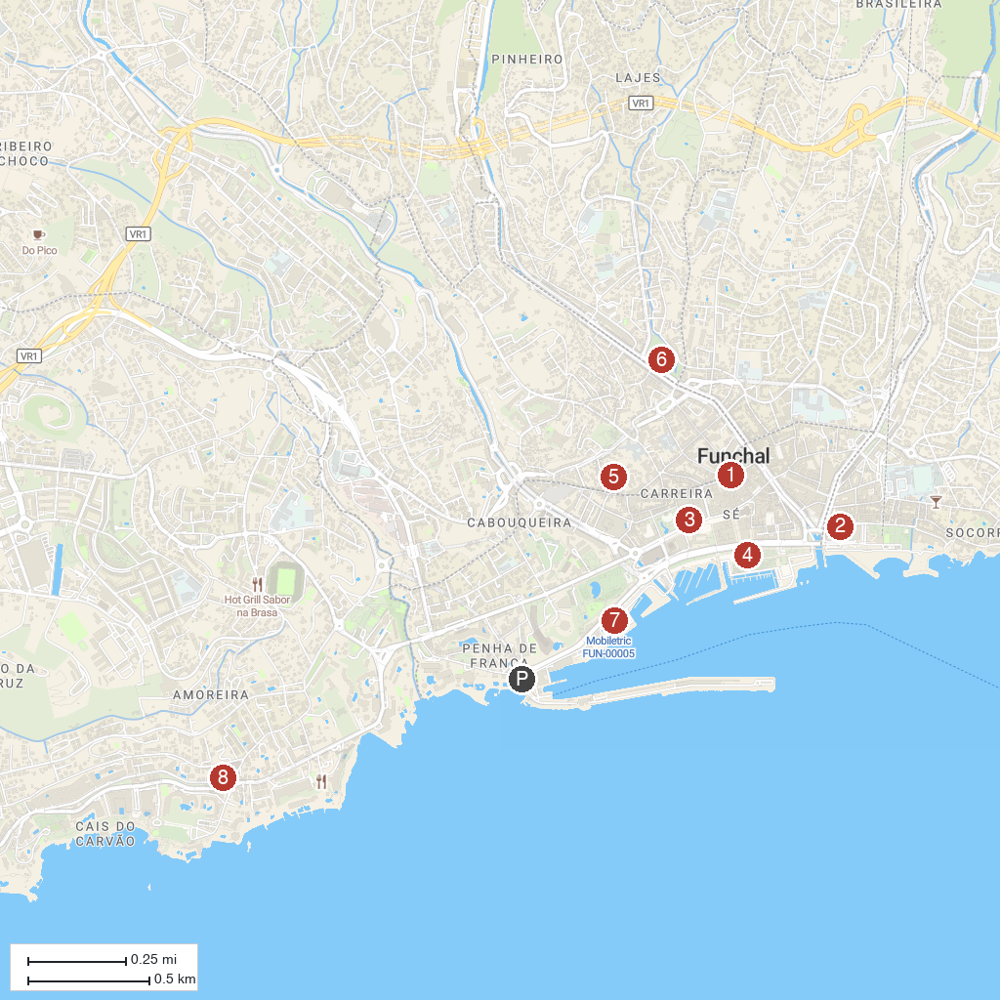 BRASILEIRA
PINHEIRO
LAJES
VR1
RIBEIRO
CHOCO
VR1
Do Pico
VR1
6
Funchal
1
5
CARREIRA
SÉ
3
CABOUQUEIRA
2
SOCORR
4
Hot Grill Sabor
na Brasa
7
Mobiletric
FUN-00005
PENHA DE
FRANÇA
P
O DA
RUZ
AMOREIRA
8
CAIS DO
CARVÃO
0.25 mi
0.5 km